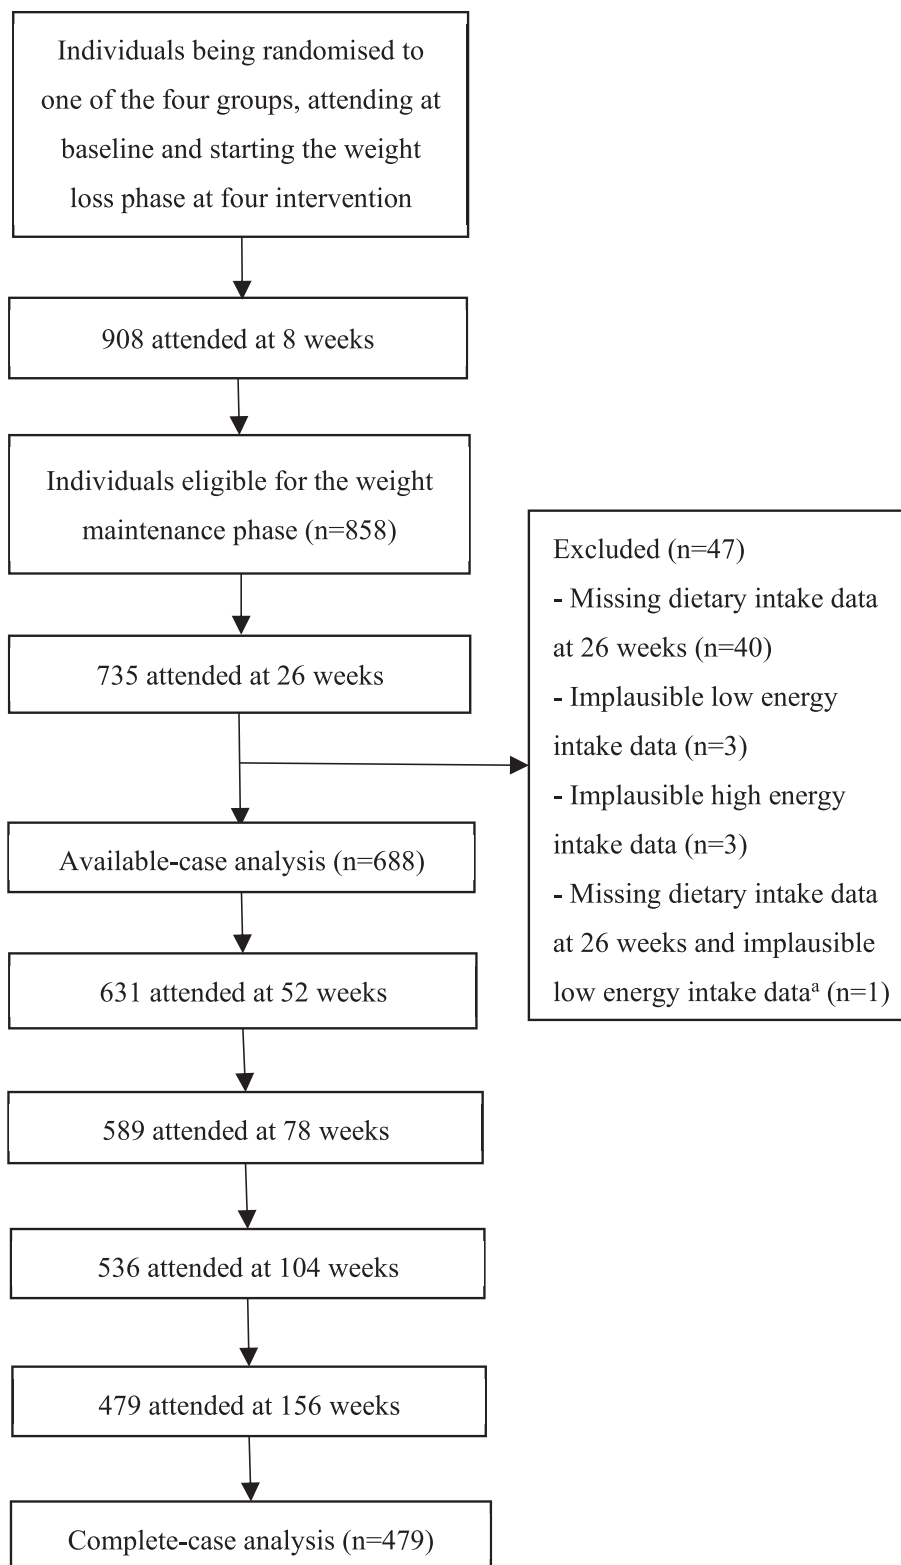 Individuals being randomised to
one of the four groups, attending at
baseline and starting the weight
loss phase at four intervention
908 attended at 8 weeks
Individuals eligible for the weight
maintenance phase (n=858)
735 attended at 26 weeks
Excluded (n=47)
- Missing dietary intake data
at 26 weeks (n=40)
- Implausible low energy
intake data (n=3)
- Implausible high energy
intake data (n=3)
- Missing dietary intake data
at 26 weeks and implausible
low energy intake dataᵃ (n=1)
Available-case analysis (n=688)
631 attended at 52 weeks
589 attended at 78 weeks
536 attended at 104 weeks
479 attended at 156 weeks
Complete-case analysis (n=479)